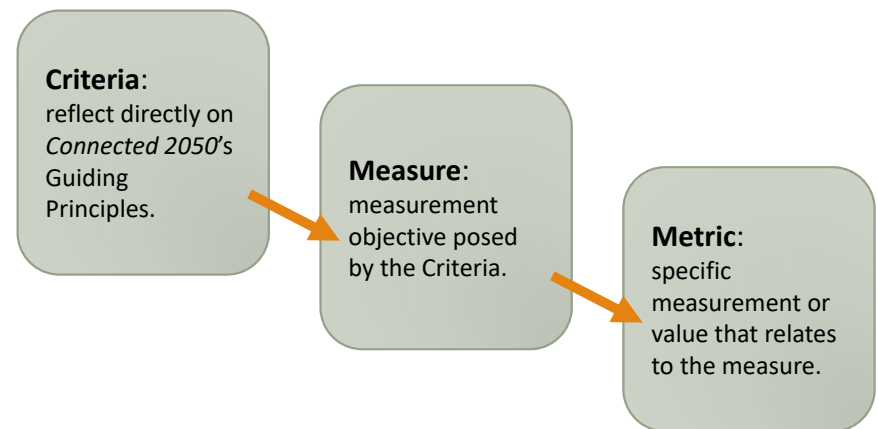 Criteria:
reflect directly on
Connected 2050’s
Guiding
Principles.
Measure:
measurement
objective posed
by the Criteria.
Metric:
specific
measurement or
value that relates
to the measure.